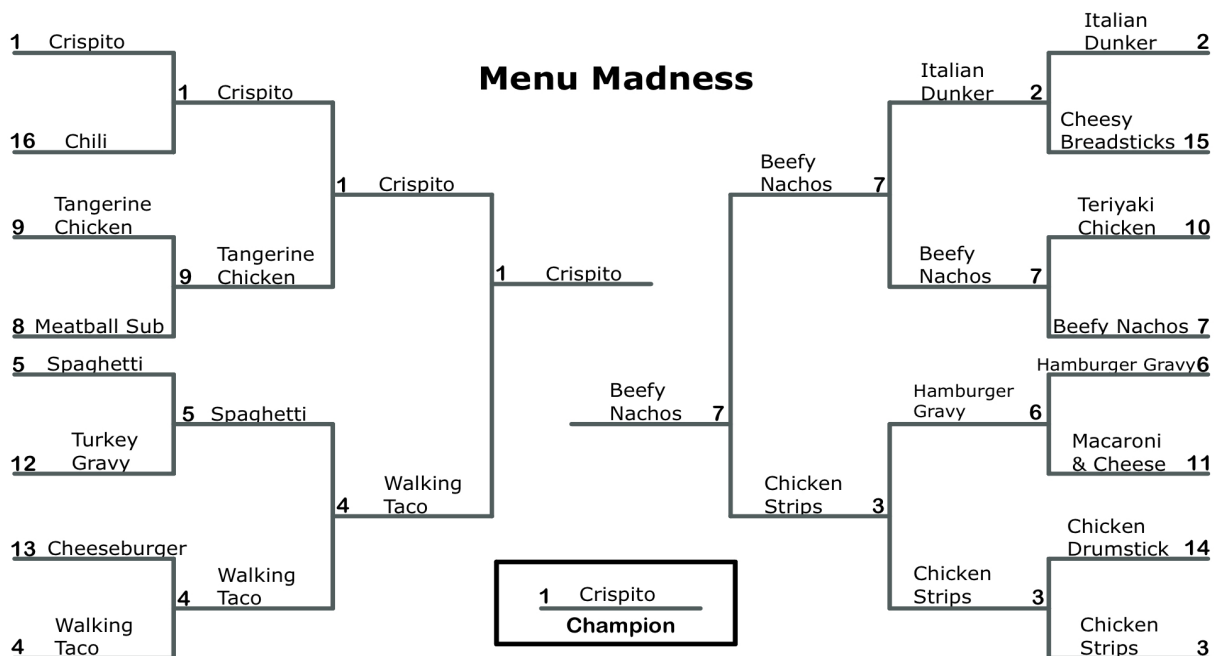 Menu Madness
1 Crispito
16 Chili
9 Tangerine
Chicken
8 Meatball Sub
5 Spaghetti
12 Turkey
Gravy
13 Cheeseburger
4 Walking
Taco
1 Crispito
9 Tangerine
Chicken
5 Spaghetti
4 Walking
Taco
1 Crispito
4 Walking
Taco
1 Crispito
Beefy
Nachos 7
Beefy
Nachos 7
Chicken
Strips 3
Italian
Dunker 2
Beefy
Nachos 7
Hamburger
Gravy 6
Chicken
Strips 3
Italian
Dunker 2
Cheesy
Breadsticks 15
Teriyaki
Chicken 10
Beefy Nachos 7
Hamburger Gravy 6
Macaroni
& Cheese 11
Chicken
Drumstick 14
Chicken
Strips 3
1 Crispito
Champion